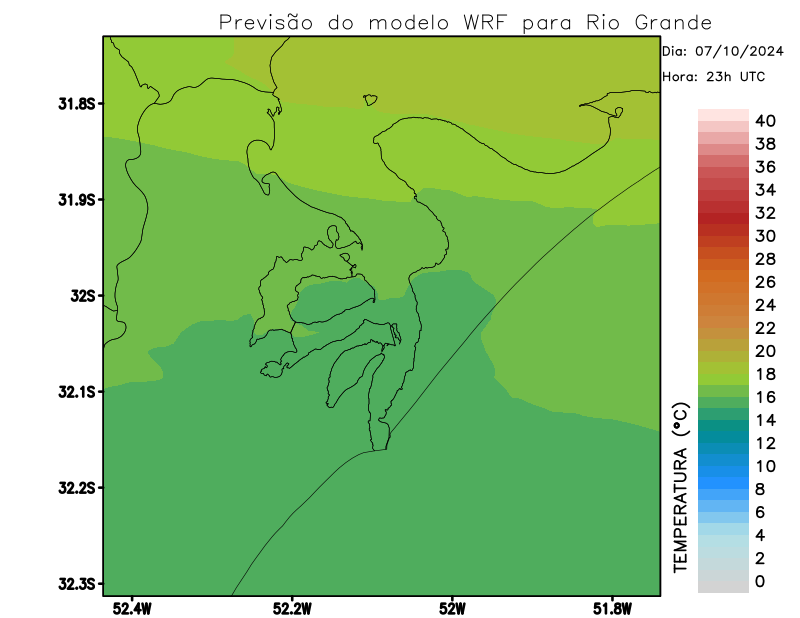 Previsão do modelo WRF para Rio Grande
Dia: 07/10/2024
Hora: 23h UTC
31.8S
31.9S
32S
32.1S
32.2S
32.3S
52.4W
52.2W
52W
51.8W
40
38
36
34
32
30
28
26
24
22
20
18
16
14
12
10
8
6
4
2
0
TEMPERATURA (°C)